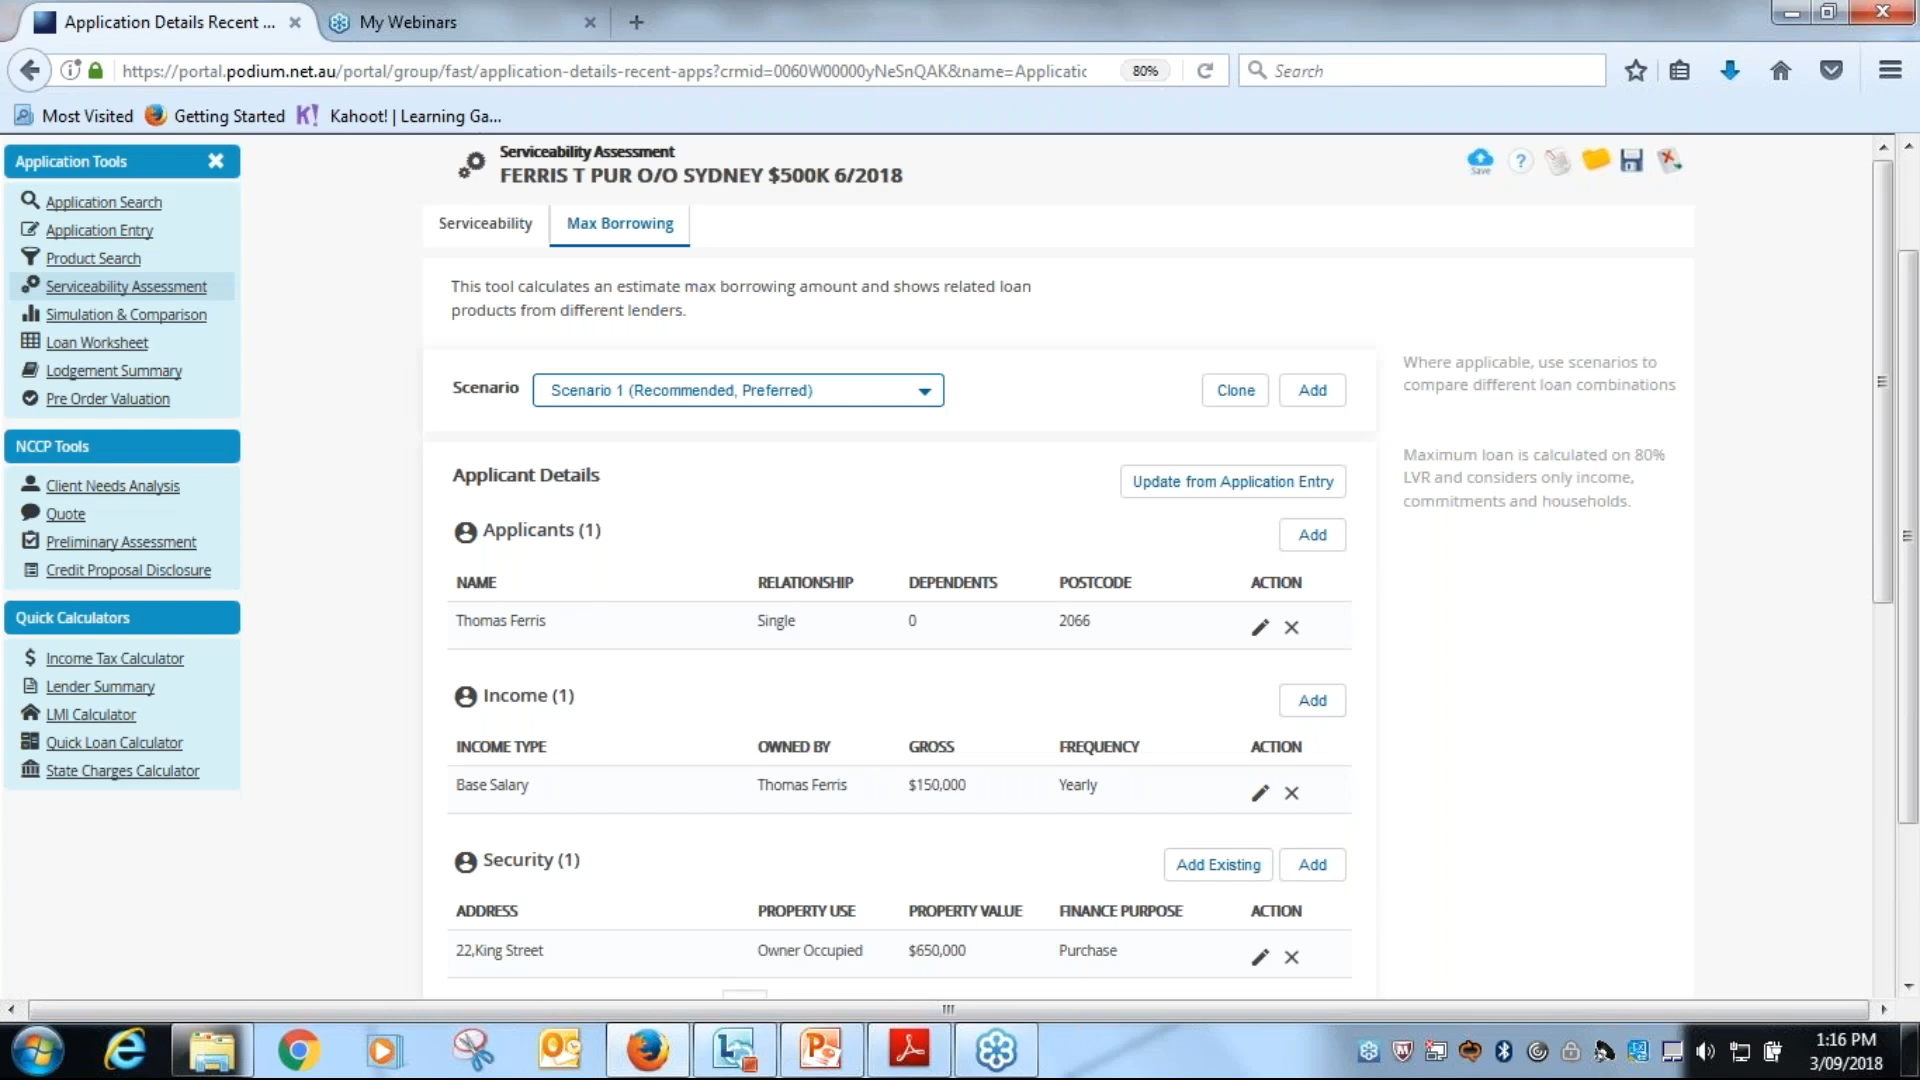 Application Details Recent ...
My Webinars
https://portal.podium.net.au/portal/group/fast/application-details-recent-apps?crmid=0060W00000yNeSnQAK&name=Applicatic
80%
Search
Most Visited
Getting Started
K!
Kahoot! | Learning Ga...
Application Tools
Application Search
Application Entry
Product Search
Serviceability Assessment
Simulation & Comparison
Loan Worksheet
Lodgement Summary
Pre Order Valuation
NCCP Tools
Client Needs Analysis
Quote
Preliminary Assessment
Credit Proposal Disclosure
Quick Calculators
Income Tax Calculator
Lender Summary
LMI Calculator
Quick Loan Calculator
State Charges Calculator
Serviceability Assessment
FERRIS T PUR O/O SYDNEY $500K 6/2018
Save
Serviceability
Max Borrowing
This tool calculates an estimate max borrowing amount and shows related loan
products from different lenders.
Scenario
Scenario 1 (Recommended, Preferred)
Clone
Add
Where applicable, use scenarios to
compare different loan combinations
Maximum loan is calculated on 80%
LVR and considers only income,
commitments and households.
Applicant Details
Update from Application Entry
Applicants (1)
Add
NAME RELATIONSHIP DEPENDENTS POSTCODE ACTION
Thomas Ferris Single 0 2066
Income (1)
Add
INCOME TYPE OWNED BY GROSS FREQUENCY ACTION
Base Salary Thomas Ferris $150,000 Yearly
Security (1)
Add Existing
Add
ADDRESS PROPERTY USE PROPERTY VALUE FINANCE PURPOSE ACTION
22,King Street Owner Occupied $650,000 Purchase
1:16 PM
3/09/2018